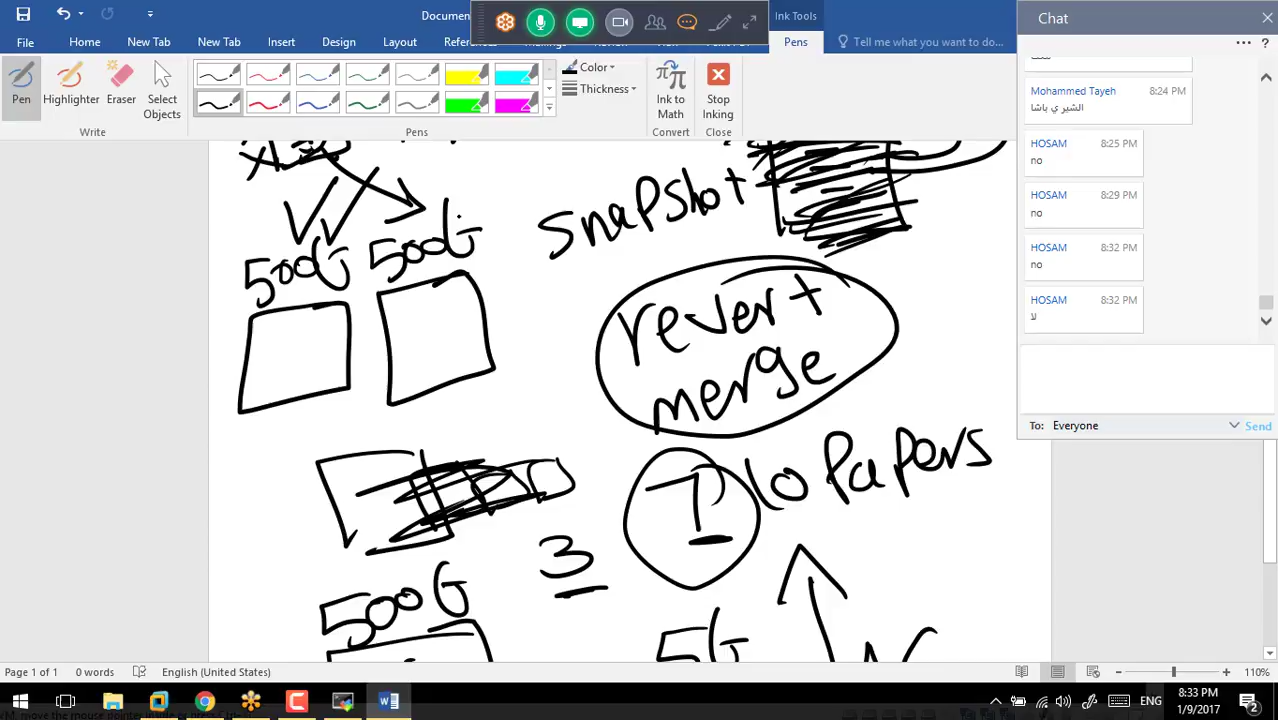 Documen
Ink Tools
Chat
File
Home
New Tab
New Tab
Insert
Design
Layout
Pens
Tell me what you want to do...
Pen
Highlighter
Eraser
Select Objects
Color
Thickness
Ink to Math
Stop Inking
Write
Pens
Convert
Close
Mohammed Tayeh 8:24 PM
الشير ي باشا
HOSAM 8:25 PM
no
HOSAM 8:29 PM
no
HOSAM 8:32 PM
no
HOSAM 8:32 PM
لا
To: Everyone
Send
snapshot
500G 500G
revert
merge
T
10 Papers
3
500G
5G
Page 1 of 1
0 words
English (United States)
110%
ENG
8:33 PM
1/9/2017
2